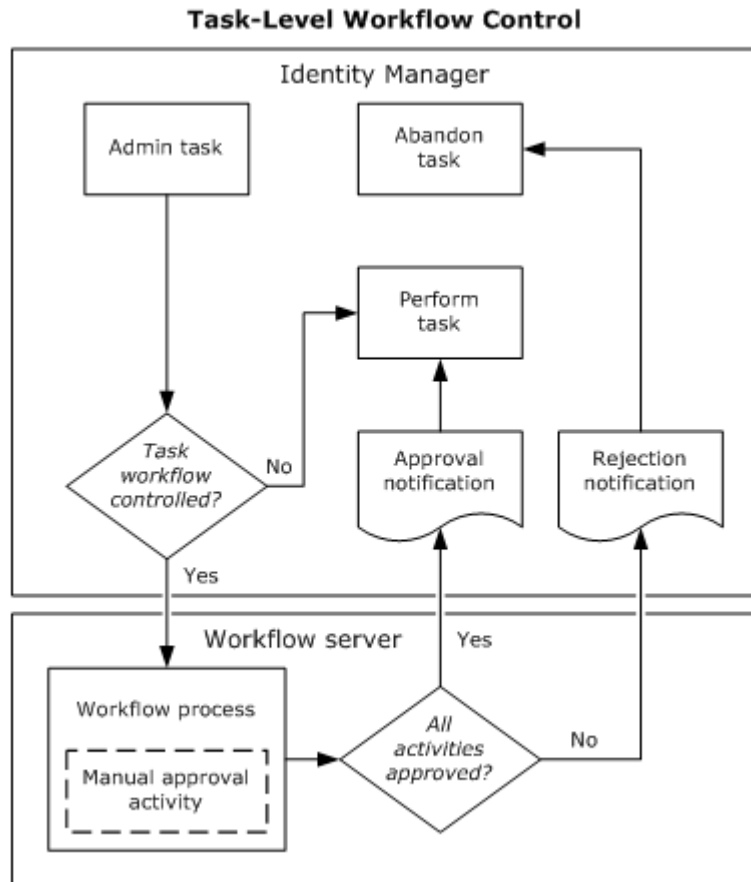 Task-Level Workflow Control
Identity Manager
Admin task
Abandon
task
Perform
task
Task
workflow
controlled?
No
Approval
notification
Rejection
notification
Yes
Workflow server
Yes
Workflow process
Manual approval
activity
All
activities
approved?
No